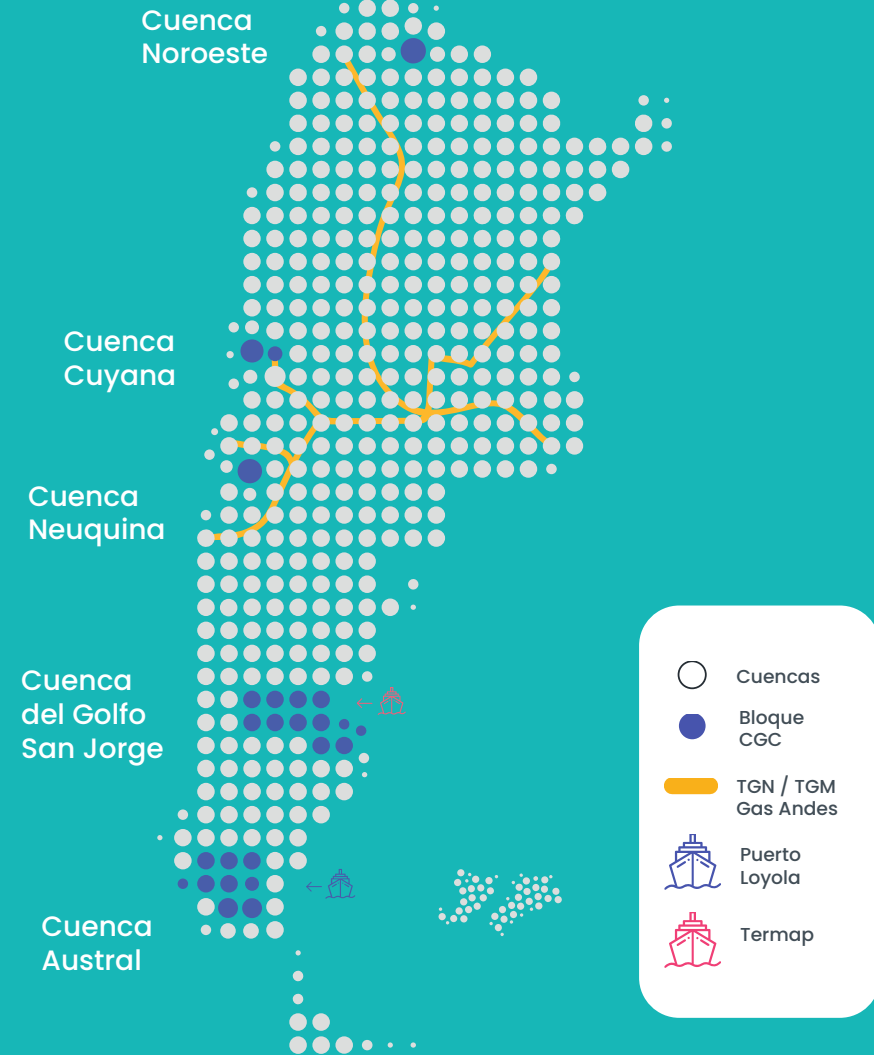 Cuenca
Noroeste
Cuenca
Cuyana
Cuenca
Neuquina
Cuenca
del Golfo
San Jorge
Cuenca
Austral
Cuencas
Bloque
CGC
TGN / TGM
Gas Andes
Puerto
Loyola
Termap